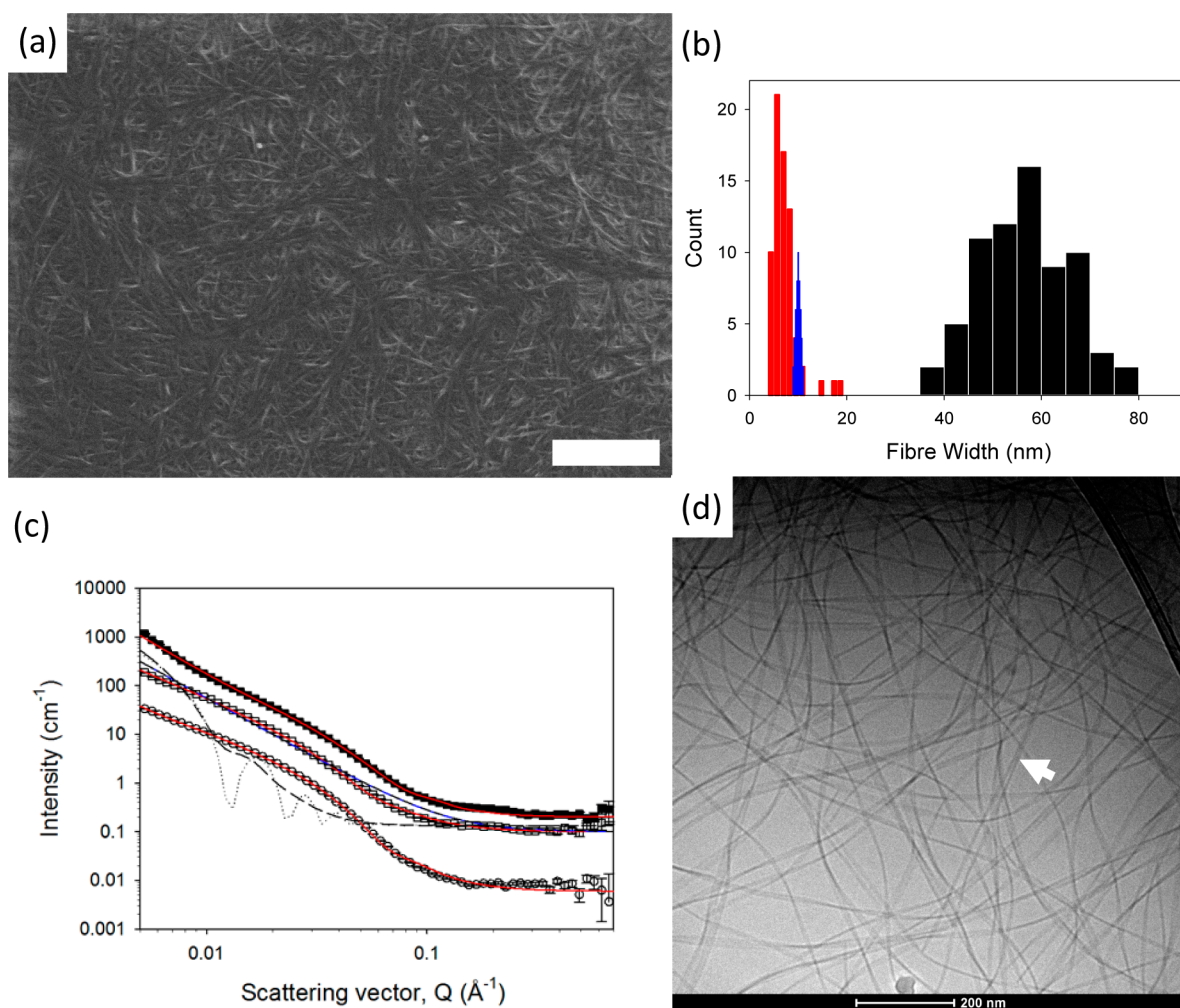 (a)
(b)
20
15
10
5
0
Count
0 20 40 60 80
Fibre Width (nm)
(c)
10000
1000
100
10
1
0.1
0.01
0.001
Intensity (cm⁻¹)
0.01 0.1
Scattering vector, Q (Å⁻¹)
(d)
200 nm